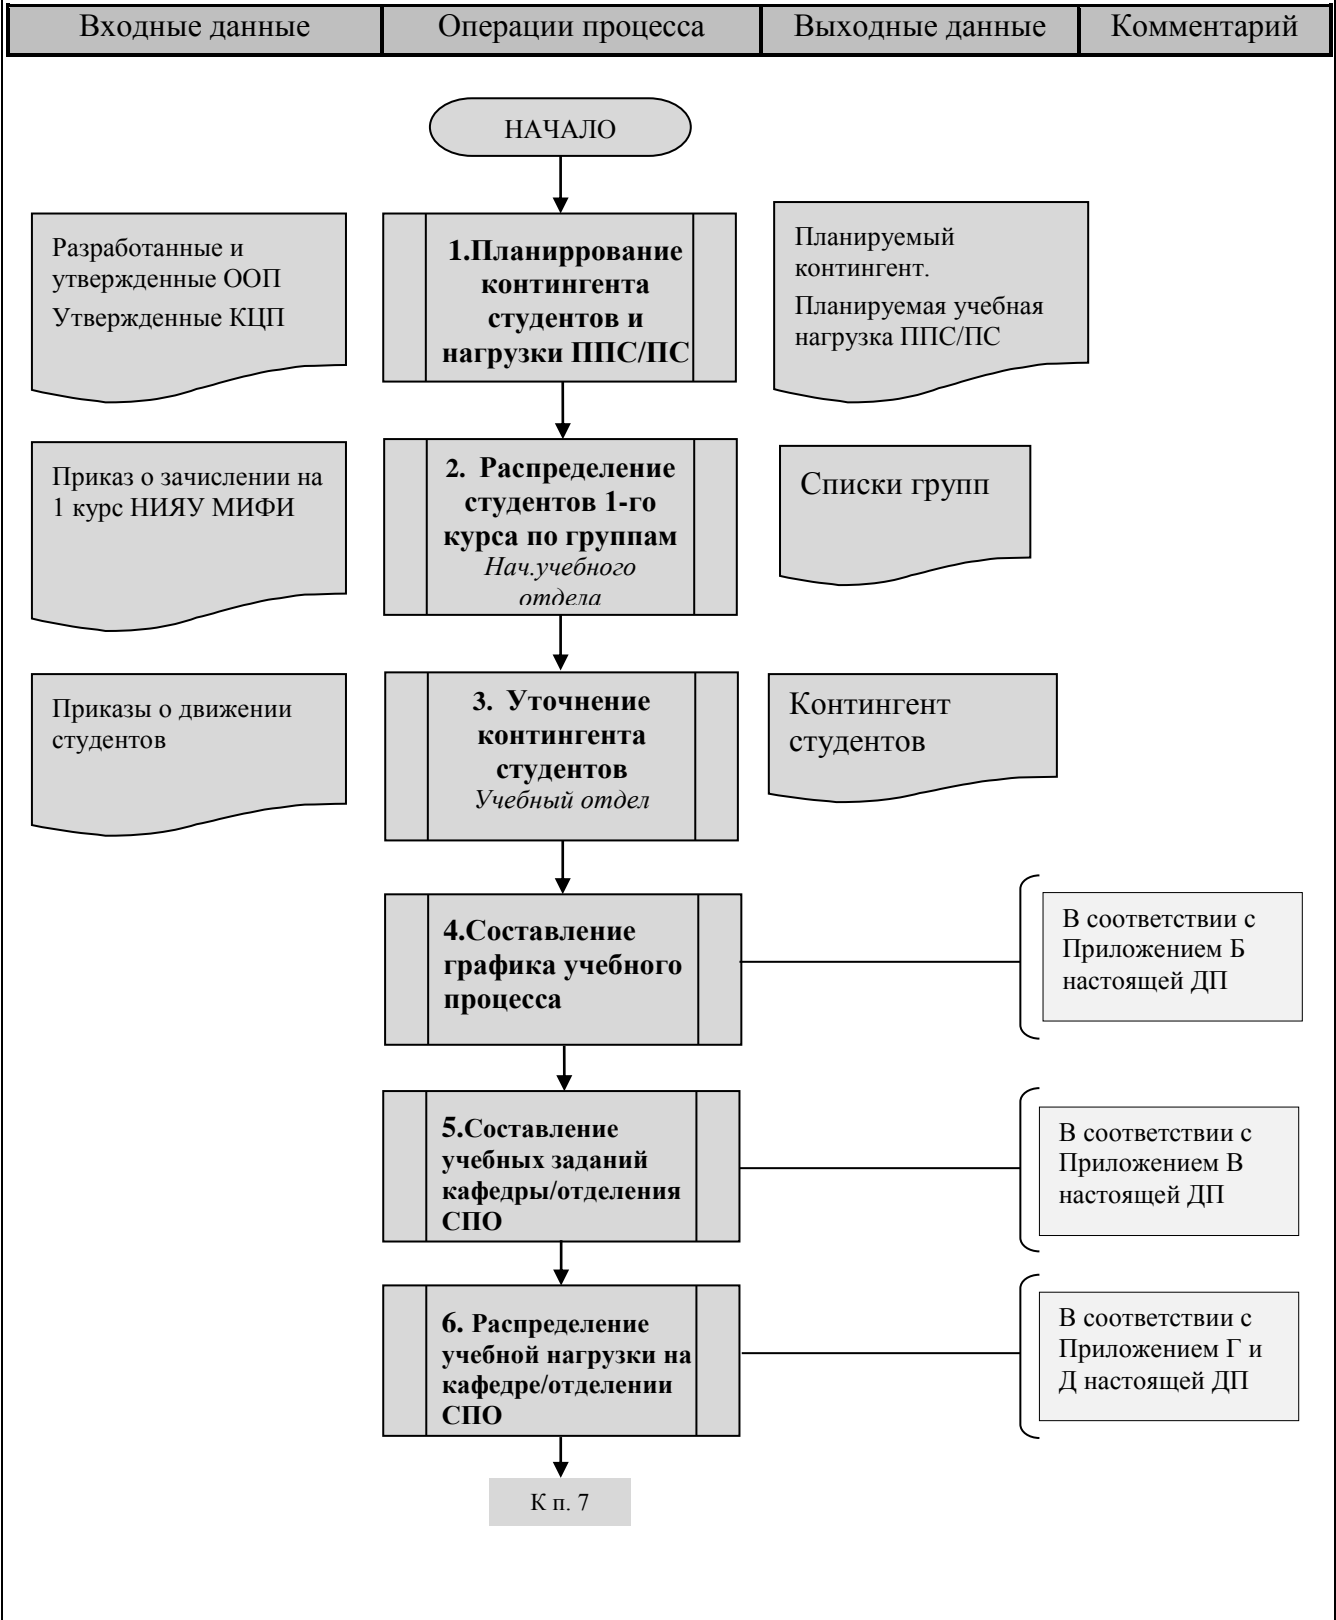 Входные данные
Операции процесса
Выходные данные
Комментарий
НАЧАЛО
Разработанные и
утвержденные ООП
Утвержденные КЦП
1.Планиррование
контингента
студентов и
нагрузки ППС/ПС
Планируемый
контингент.
Планируемая учебная
нагрузка ППС/ПС
Приказ о зачислении на
1 курс НИЯУ МИФИ
2. Распределение
студентов 1-го
курса по группам
Нач.учебного
отдела
Списки групп
Приказы о движении
студентов
3. Уточнение
контингента
студентов
Учебный отдел
Контингент
студентов
4.Составление
графика учебного
процесса
В соответствии с
Приложением Б
настоящей ДП
5.Составление
учебных заданий
кафедры/отделения
СПО
В соответствии с
Приложением В
настоящей ДП
6. Распределение
учебной нагрузки на
кафедре/отделении
СПО
В соответствии с
Приложением Г и
Д настоящей ДП
К п. 7